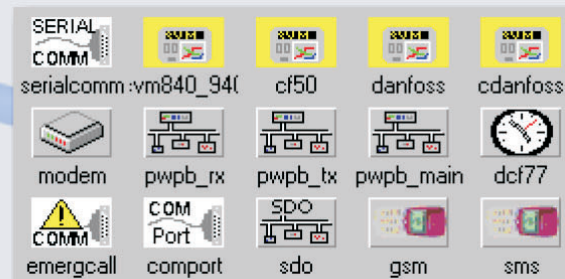 SERIAL
COMM
serialcomm :vm840_94( cf50 danfoss cdanfoss
modem pwpb_rx pwpb_tx pwpb_main dcf77
COMM COM
Port SDO
emergcall comport sdo gsm sms